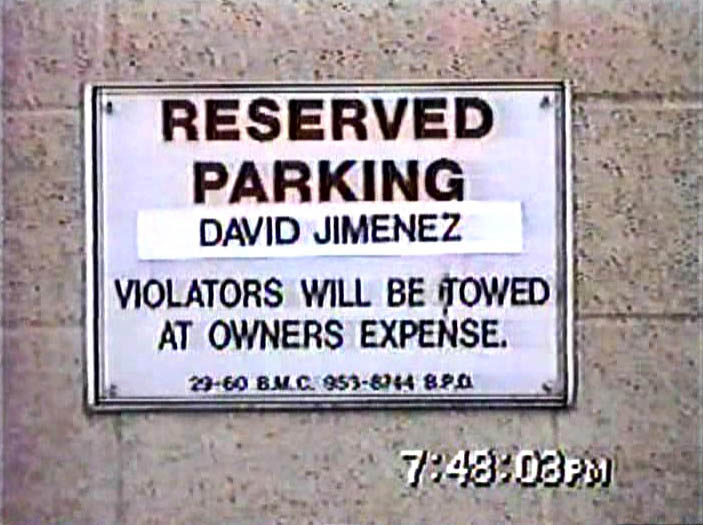 RESERVED
PARKING
DAVID JIMENEZ
VIOLATORS WILL BE TOWED
AT OWNERS EXPENSE.
29-60 B.M.C. 953-8744 B.P.D.
7:48:03PM